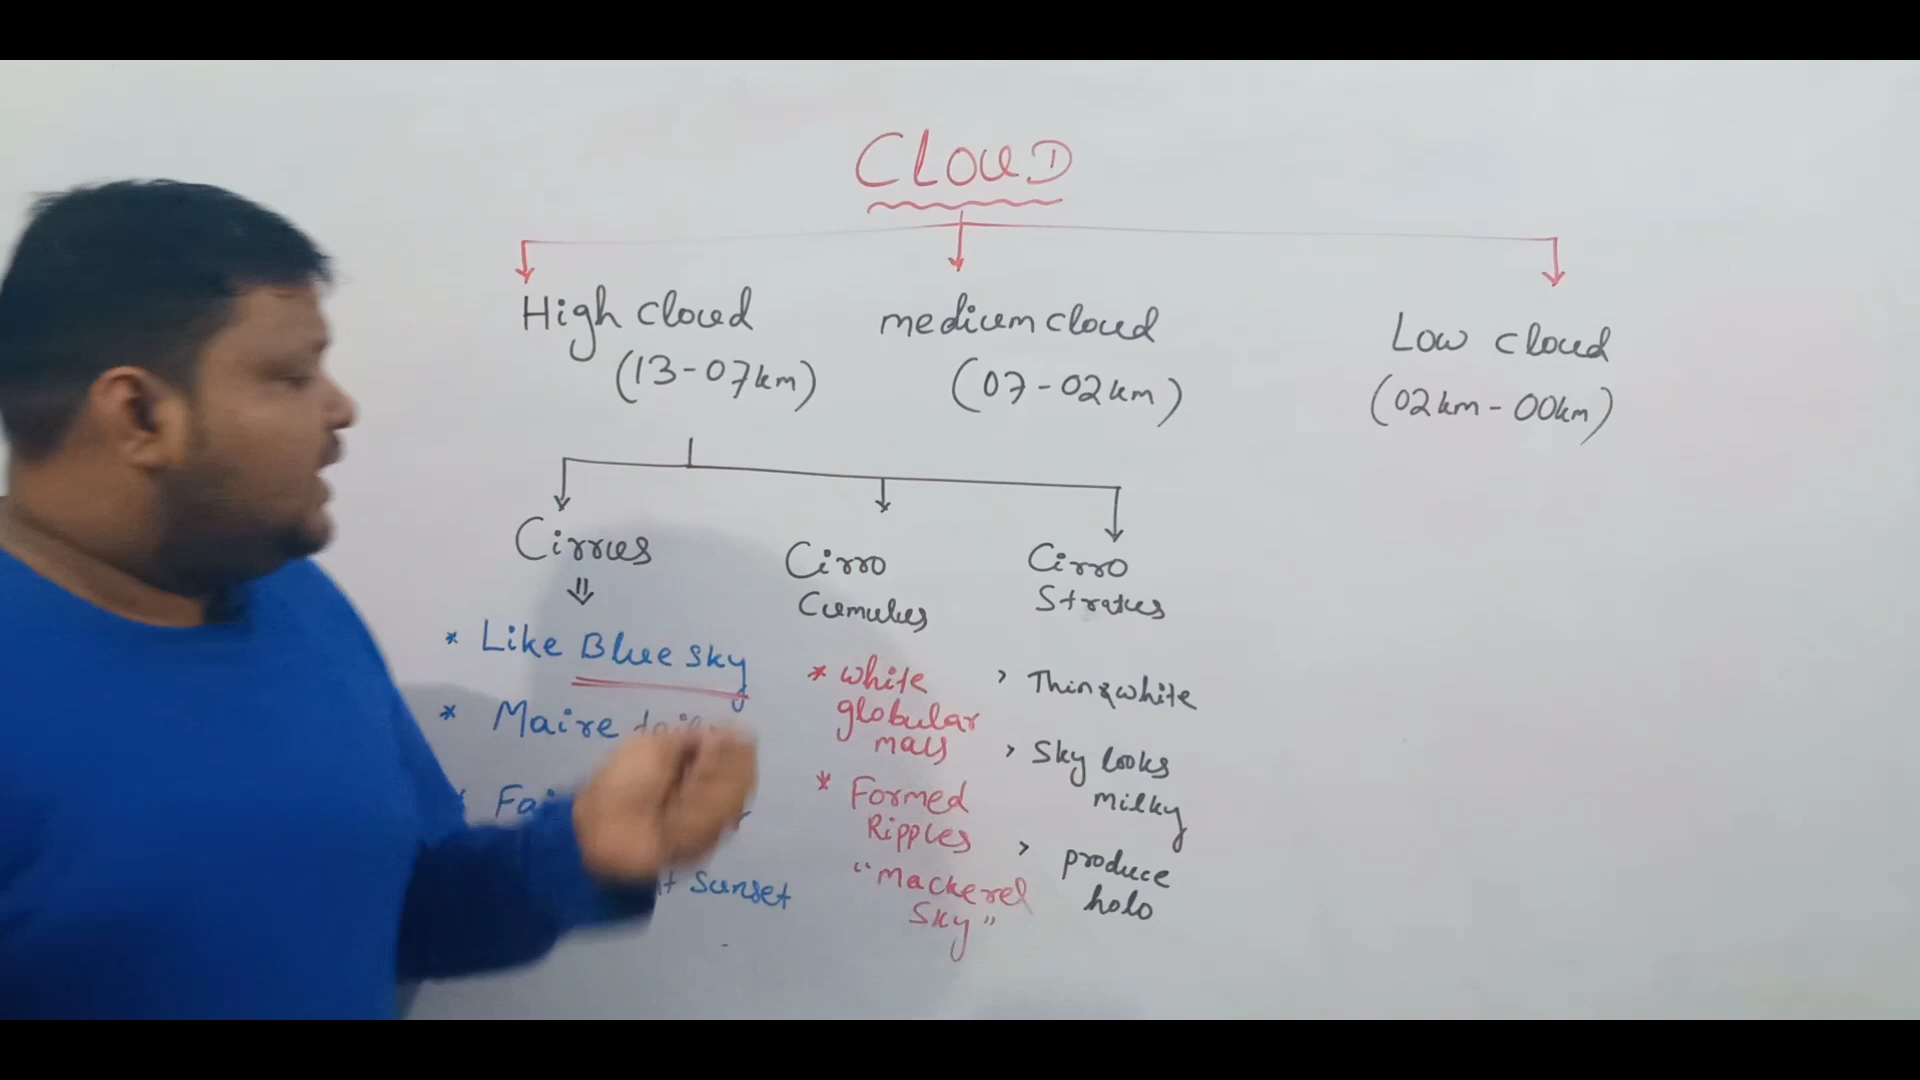 CLOUD
High cloud
(13-07km)
medium cloud
(07-02km)
Low cloud
(02km-00km)
Cirrus
⇓
* Like Blue sky
* Maire
sunset
Cirro
Cumulus
* white
globular
mass
* Formed
Ripples
"Mackerel
Sky"
Cirro
Stratus
> Thin & white
> Sky looks
milky
> produce
holo